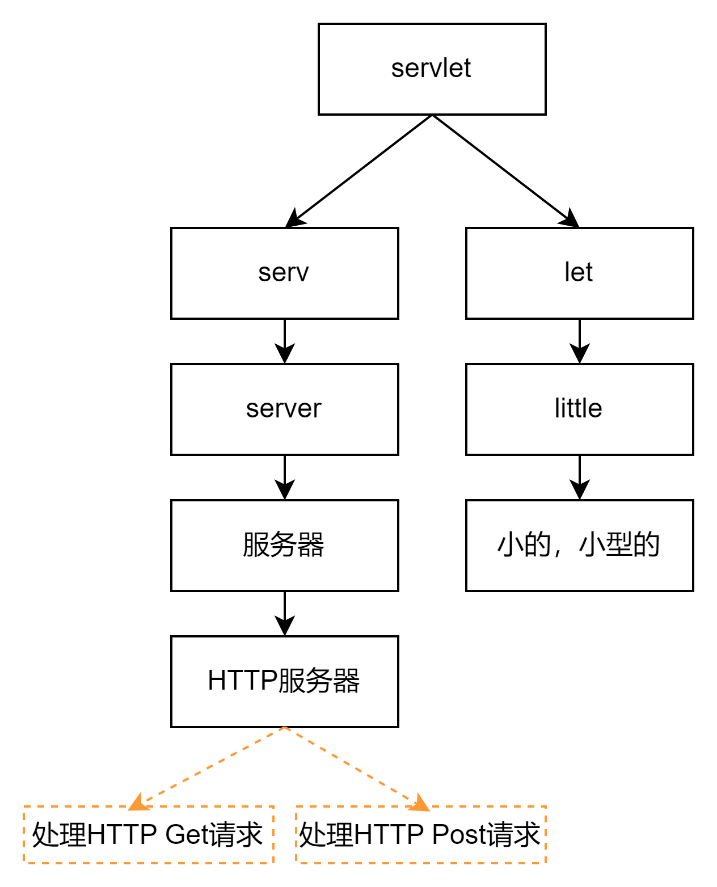 servlet
serv
let
server
little
服务器
小的，小型的
HTTP服务器
处理HTTP Get请求
处理HTTP Post请求